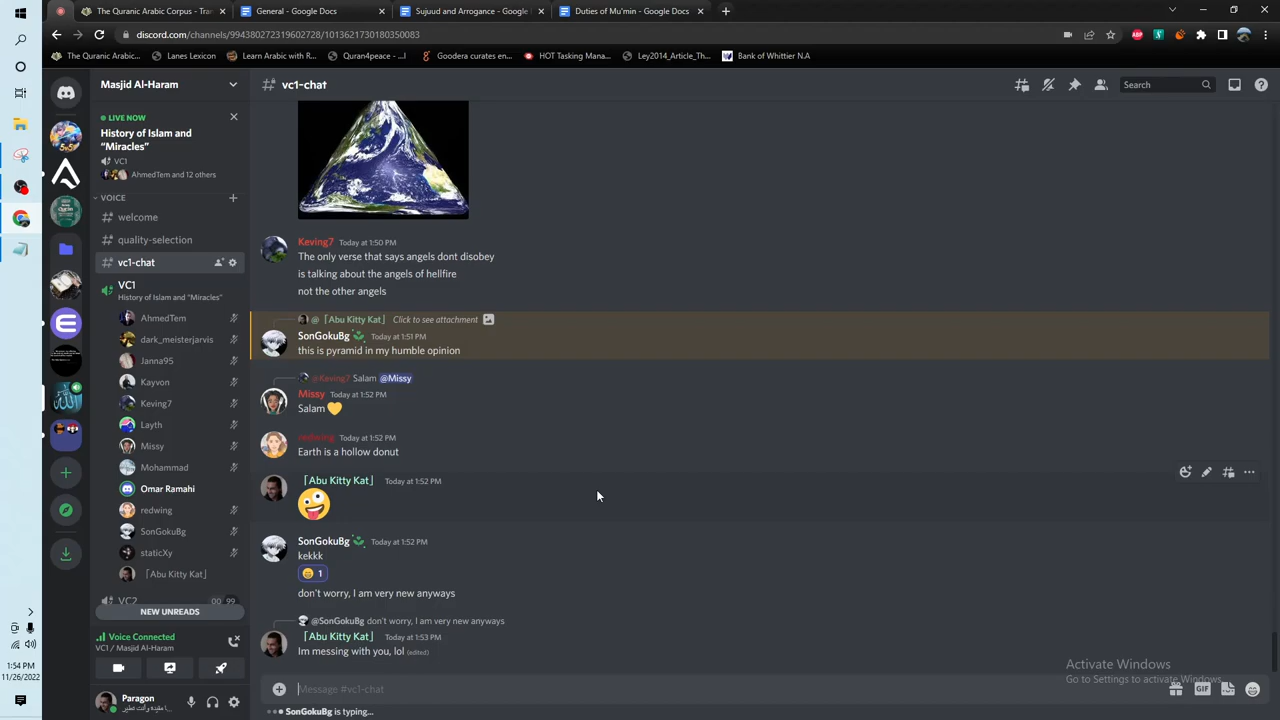 The Quranic Arabic Corpus - Tra
General - Google Docs
Sujuud and Arrogance - Google
Duties of Mu'min - Google Docs
discord.com/channels/994380272319602728/1013621730180350083
The Quranic Arabic...
Lanes Lexicon
Learn Arabic with R...
Quran4peace - ...l
Goodera curates en...
HOT Tasking Mana...
Ley2014_Article_Th...
Bank of Whittier N.A
Masjid Al-Haram
vc1-chat
Search
LIVE NOW
History of Islam and
"Miracles"
VC1
AhmedTem and 12 others
VOICE
welcome
quality-selection
vc1-chat
VC1
History of Islam and "Miracles"
AhmedTem
dark_meisterjarvis
Janna95
Kayvon
Keving7
Layth
Missy
Mohammad
Omar Ramahi
redwing
SonGokuBg
staticXy
「Abu Kitty Kat」
VC2
00 99
NEW UNREADS
Voice Connected
VC1 / Masjid Al-Haram
Paragon
Keving7 Today at 1:50 PM
The only verse that says angels dont disobey
is talking about the angels of hellfire
not the other angels
@「Abu Kitty Kat」 Click to see attachment
SonGokuBg Today at 1:51 PM
this is pyramid in my humble opinion
@Keving7 Salam @Missy
Missy Today at 1:52 PM
Salam
redwing Today at 1:52 PM
Earth is a hollow donut
「Abu Kitty Kat」 Today at 1:52 PM
SonGokuBg Today at 1:52 PM
kekkk
1
don't worry, I am very new anyways
@SonGokuBg don't worry, I am very new anyways
「Abu Kitty Kat」 Today at 1:53 PM
Im messing with you, lol (edited)
Message #vc1-chat
GIF
SonGokuBg is typing...
Activate Windows
Go to Settings to activate Windows.
1:54 PM
11/26/2022